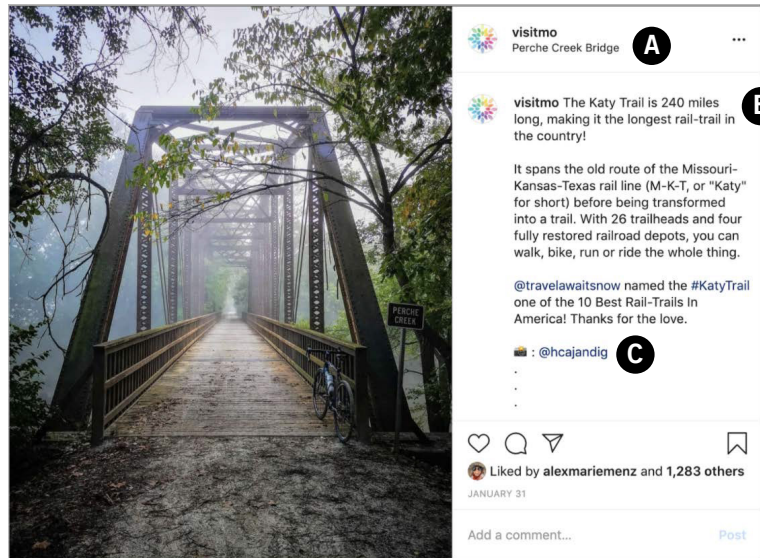 visitmo
Perche Creek Bridge
A
...
visitmo The Katy Trail is 240 miles
long, making it the longest rail-trail in
the country!
It spans the old route of the Missouri-
Kansas-Texas rail line (M-K-T, or "Katy"
for short) before being transformed
into a trail. With 26 trailheads and four
fully restored railroad depots, you can
walk, bike, run or ride the whole thing.
@travelawaitsnow named the #KatyTrail
one of the 10 Best Rail-Trails In
America! Thanks for the love.
📸 : @hcajandig
C
.
.
.
Liked by alexmariemenz and 1,283 others
JANUARY 31
Add a comment...
Post
PERCHE
CREEK